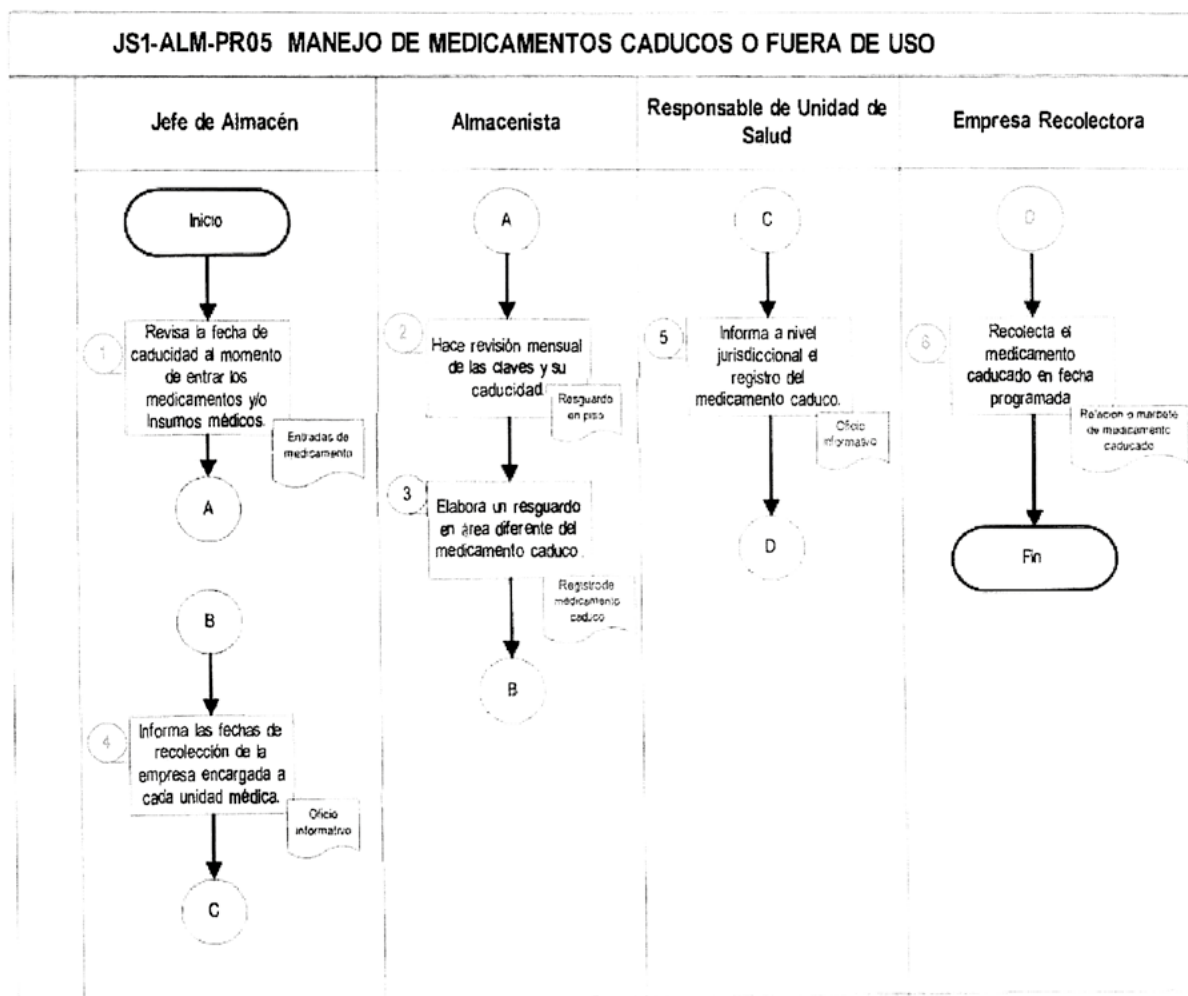 JS1-ALM-PR05 MANEJO DE MEDICAMENTOS CADUCOS O FUERA DE USO
Jefe de Almacén
Almacenista
Responsable de Unidad de
Salud
Empresa Recolectora
Inicio
1
Revisa la fecha de
caducidad al momento
de entrar los
medicamentos y/o
Insumos médicos.
Entradas de
medicamento
A
B
4
Informa las fechas de
recolección de la
empresa encargada a
cada unidad médica.
Oficio
informativo
C
A
2
Hace revisión mensual
de las claves y su
caducidad.
Resguardo
en piso
3
Elabora un resguardo
en área diferente del
medicamento caduco.
Registro de
medicamento
caduco
B
C
5
Informa a nivel
jurisdiccional el
registro del
medicamento caduco.
Oficio
informativo
D
D
6
Recolecta el
medicamento
caducado en fecha
programada
Relación o marbete
de medicamento
caducado
Fin